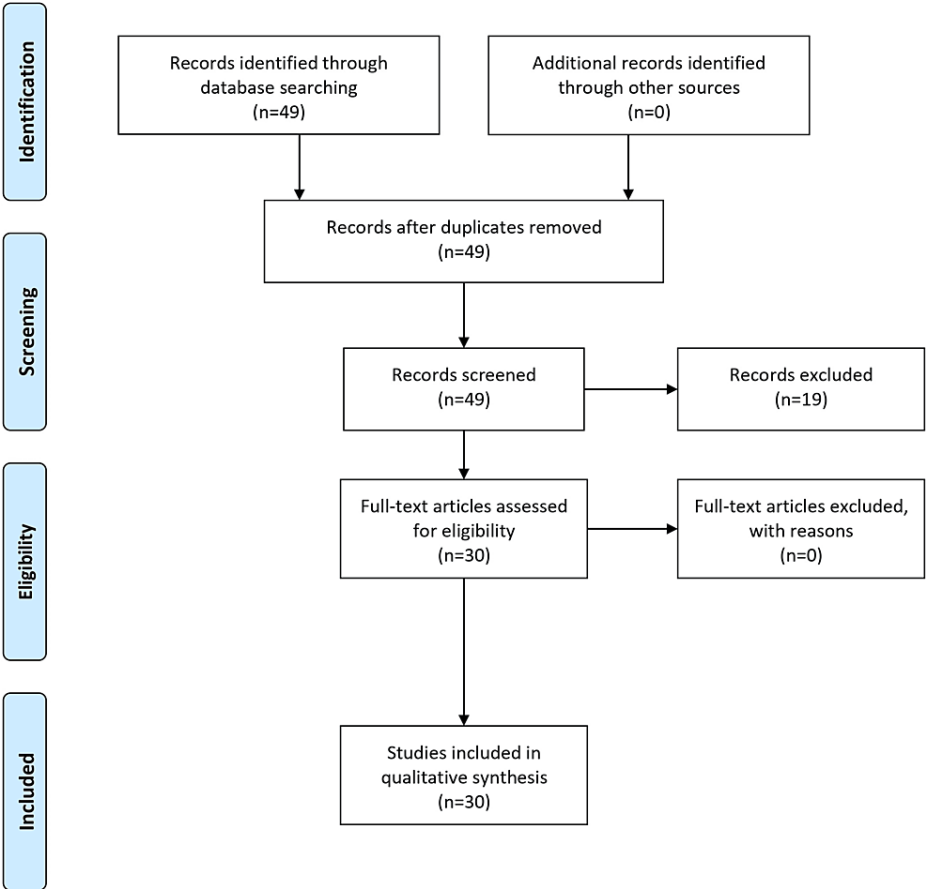 Identification
Records identified through
database searching
(n=49)
Additional records identified
through other sources
(n=0)
Records after duplicates removed
(n=49)
Screening
Records screened
(n=49)
Records excluded
(n=19)
Eligibility
Full-text articles assessed
for eligibility
(n=30)
Full-text articles excluded,
with reasons
(n=0)
Included
Studies included in
qualitative synthesis
(n=30)